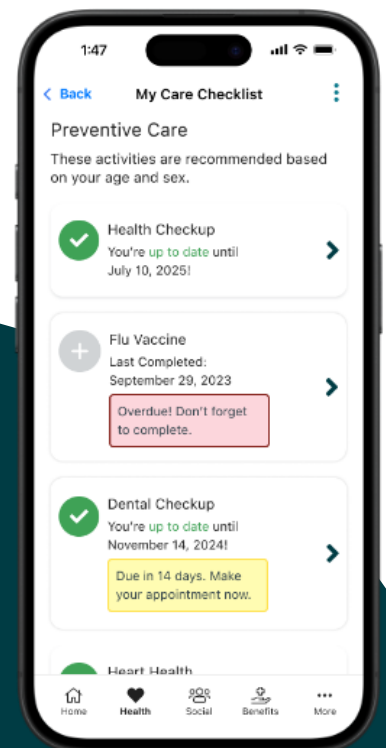 1:47
Back
My Care Checklist
Preventive Care
These activities are recommended based
on your age and sex.
Health Checkup
You're up to date until
July 10, 2025!
Flu Vaccine
Last Completed:
September 29, 2023
Overdue! Don't forget
to complete.
Dental Checkup
You're up to date until
November 14, 2024!
Due in 14 days. Make
your appointment now.
Heart Health
Home
Health
Social
Benefits
More